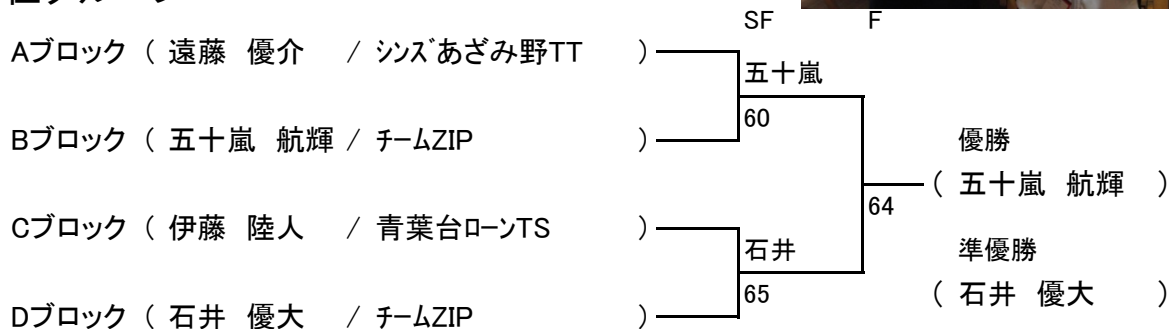 SF F
Aブロック ( 遠藤 優介 / シンズあざみ野TT )
五十嵐
60
Bブロック ( 五十嵐 航輝 / チームZIP )
優勝
( 五十嵐 航輝 )
64
Cブロック ( 伊藤 陸人 / 青葉台ローンTS )
石井
準優勝
65
( 石井 優大 )
Dブロック ( 石井 優大 / チームZIP )